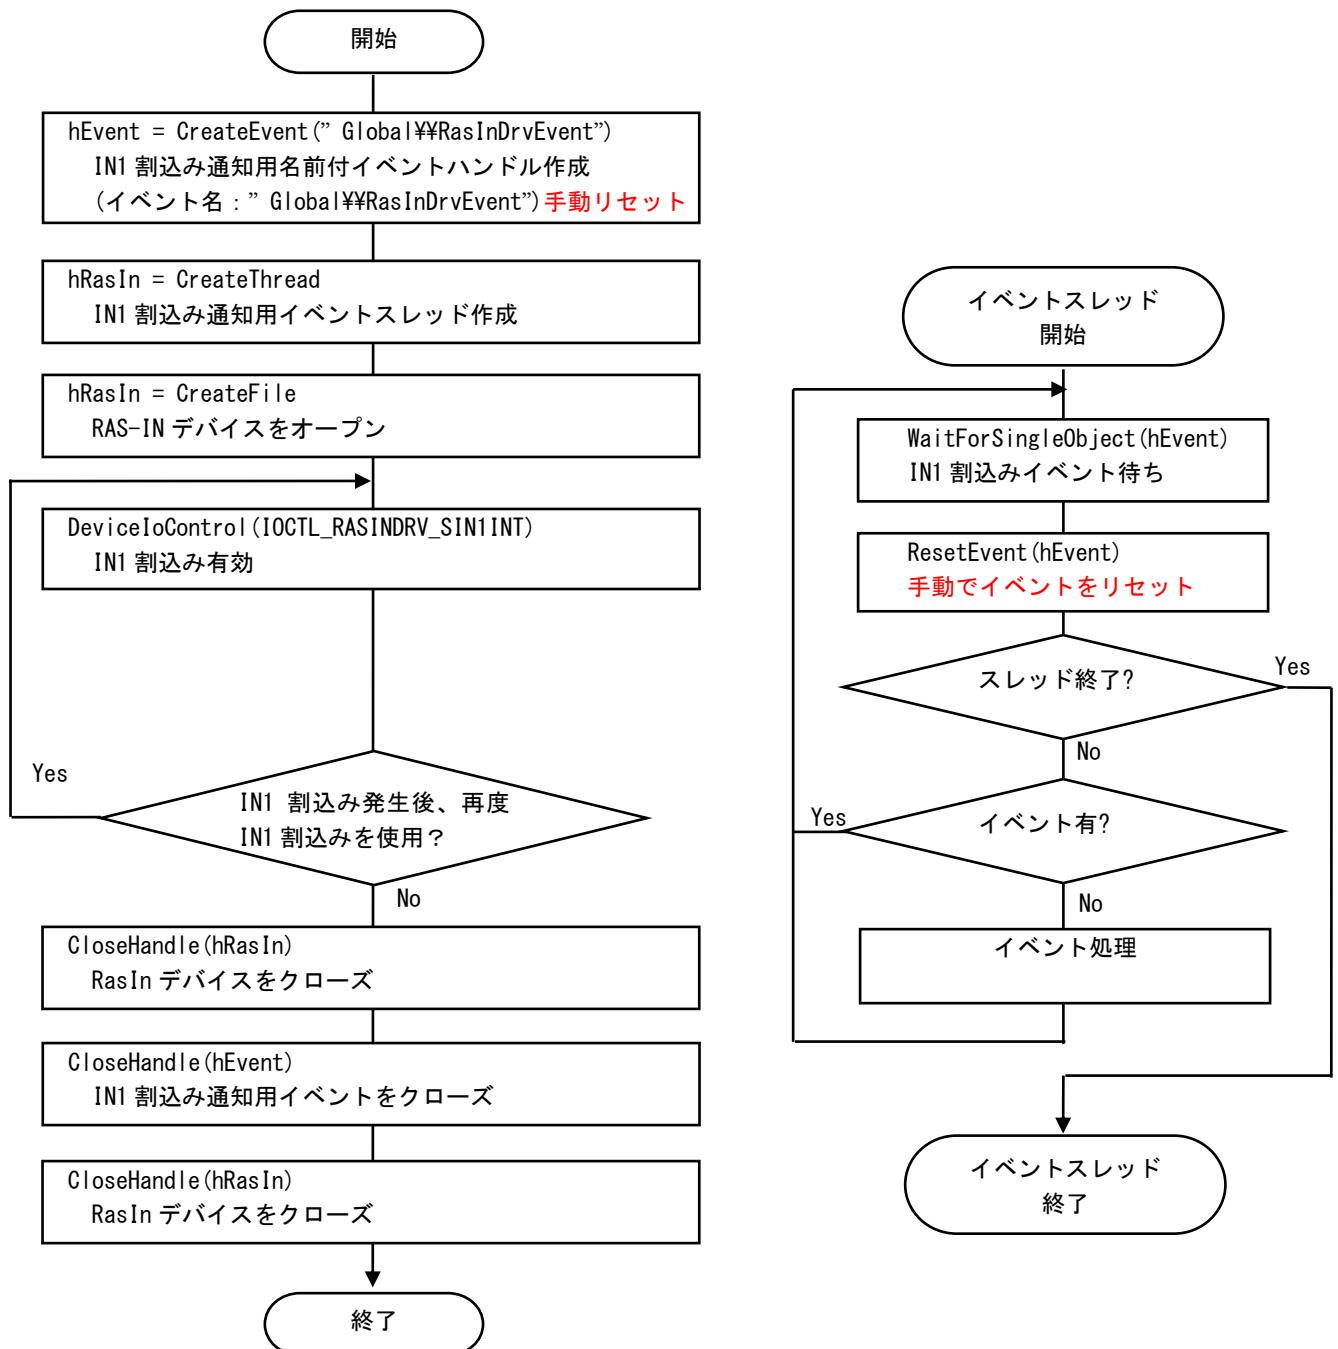 開始
hEvent = CreateEvent(” Global¥¥RasInDrvEvent”)
IN1 割込み通知用名前付イベントハンドル作成
(イベント名：” Global¥¥RasInDrvEvent”)手動リセット
hRasIn = CreateThread
IN1 割込み通知用イベントスレッド作成
hRasIn = CreateFile
RAS-IN デバイスをオープン
DeviceIoControl(IOCTL_RASINDRV_SIN1INT)
IN1 割込み有効
Yes
IN1 割込み発生後、再度
IN1 割込みを使用？
No
CloseHandle(hRasIn)
RasIn デバイスをクローズ
CloseHandle(hEvent)
IN1 割込み通知用イベントをクローズ
CloseHandle(hRasIn)
RasIn デバイスをクローズ
終了
イベントスレッド
開始
WaitForSingleObject(hEvent)
IN1 割込みイベント待ち
ResetEvent(hEvent)
手動でイベントをリセット
スレッド終了?
Yes
No
イベント有?
Yes
No
イベント処理
イベントスレッド
終了